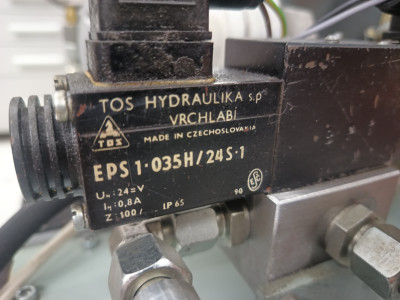 TOS HYDRAULIKA s.p
VRCHLABÍ
TOS
MADE IN CZECHOSLOVAKIA
EPS 1·035H/24S·1
Uₙ:24=V
Iₙ:0,8A
Z:100/ IP 65 90